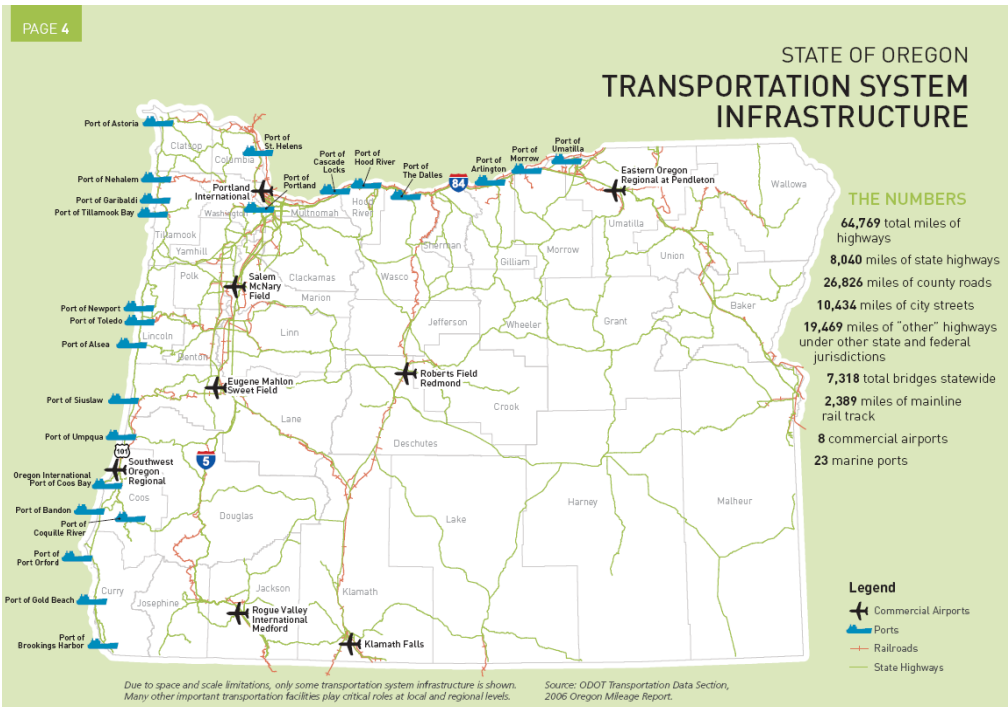 PAGE 4
STATE OF OREGON
TRANSPORTATION SYSTEM
INFRASTRUCTURE
Port of Astoria
Clatsop
Columbia
Port of
St. Helens
Port of
Cascade
Locks
Port of
Hood River
Port of
The Dalles
84
Port of
Arlington
Port of
Morrow
Port of
Umatilla
Eastern Oregon
Regional at Pendleton
Wallowa
Port of Nehalem
Portland
International
Port of
Portland
Port of Garibaldi
Port of Tillamook Bay
Washington
Multnomah
Hood
River
Tillamook
Yamhill
Sherman
Gilliam
Morrow
Umatilla
Union
Polk
Salem
McNary
Field
Clackamas
Marion
Wasco
Baker
Port of Newport
Port of Toledo
Lincoln
Linn
Jefferson
Wheeler
Grant
Port of Alsea
Benton
Eugene Mahlon
Sweet Field
Roberts Field
Redmond
Port of Siuslaw
Lane
Crook
Port of Umpqua
101
Deschutes
5
Southwest
Oregon
Regional
Oregon International
Port of Coos Bay
Coos
Port of Bandon
Port of
Coquille River
Douglas
Lake
Harney
Malheur
Port of
Port Orford
Curry
Josephine
Jackson
Klamath
Port of Gold Beach
Rogue Valley
International
Medford
Port of
Brookings Harbor
Klamath Falls
THE NUMBERS
64,769 total miles of
highways
8,040 miles of state highways
26,826 miles of county roads
10,434 miles of city streets
19,469 miles of “other” highways
under other state and federal
jurisdictions
7,318 total bridges statewide
2,389 miles of mainline
rail track
8 commercial airports
23 marine ports
Legend
Commercial Airports
Ports
Railroads
State Highways
Due to space and scale limitations, only some transportation system infrastructure is shown.
Many other important transportation facilities play critical roles at local and regional levels.
Source: ODOT Transportation Data Section,
2006 Oregon Mileage Report.